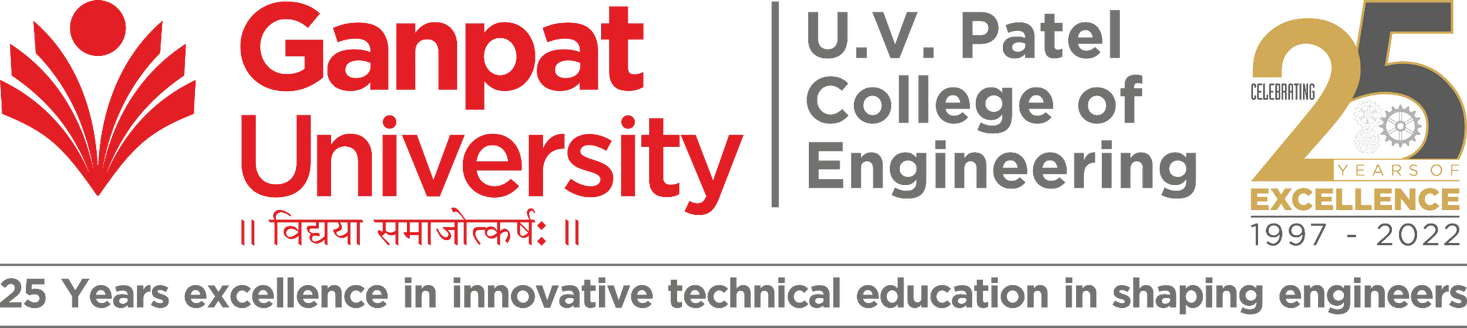 Ganpat
University
॥ विद्यया समाजोत्कर्षः ॥
U.V. Patel
College of
Engineering
CELEBRATING
25
YEARS OF
EXCELLENCE
1997 - 2022
25 Years excellence in innovative technical education in shaping engineers